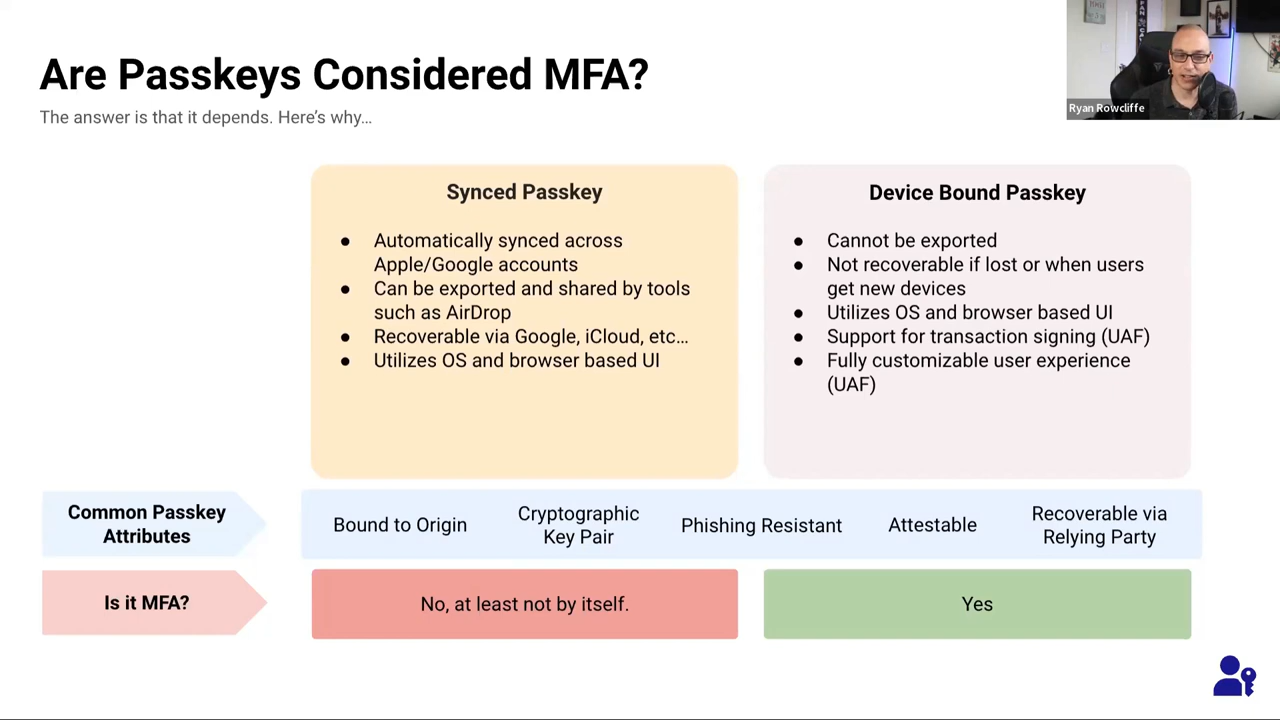 Are Passkeys Considered MFA?
The answer is that it depends. Here's why...
Ryan Rowcliffe
Synced Passkey
● Automatically synced across
Apple/Google accounts
● Can be exported and shared by tools
such as AirDrop
● Recoverable via Google, iCloud, etc...
● Utilizes OS and browser based UI
Device Bound Passkey
● Cannot be exported
● Not recoverable if lost or when users
get new devices
● Utilizes OS and browser based UI
● Support for transaction signing (UAF)
● Fully customizable user experience
(UAF)
Common Passkey
Attributes
Bound to Origin
Cryptographic
Key Pair
Phishing Resistant
Attestable
Recoverable via
Relying Party
Is it MFA?
No, at least not by itself.
Yes